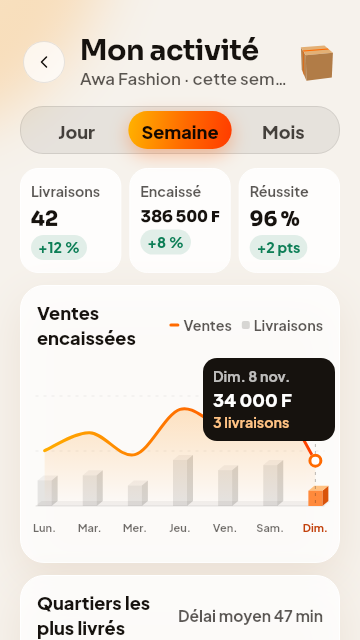 Mon activité
Awa Fashion · cette sem…
Jour Semaine Mois
Livraisons Encaissé Réussite
42 386 500 F 96 %
+12 % +8 % +2 pts
Ventes
encaissées
Ventes Livraisons
Dim. 8 nov.
34 000 F
3 livraisons
Lun. Mar. Mer. Jeu. Ven. Sam. Dim.
Quartiers les
plus livrés
Délai moyen 47 min